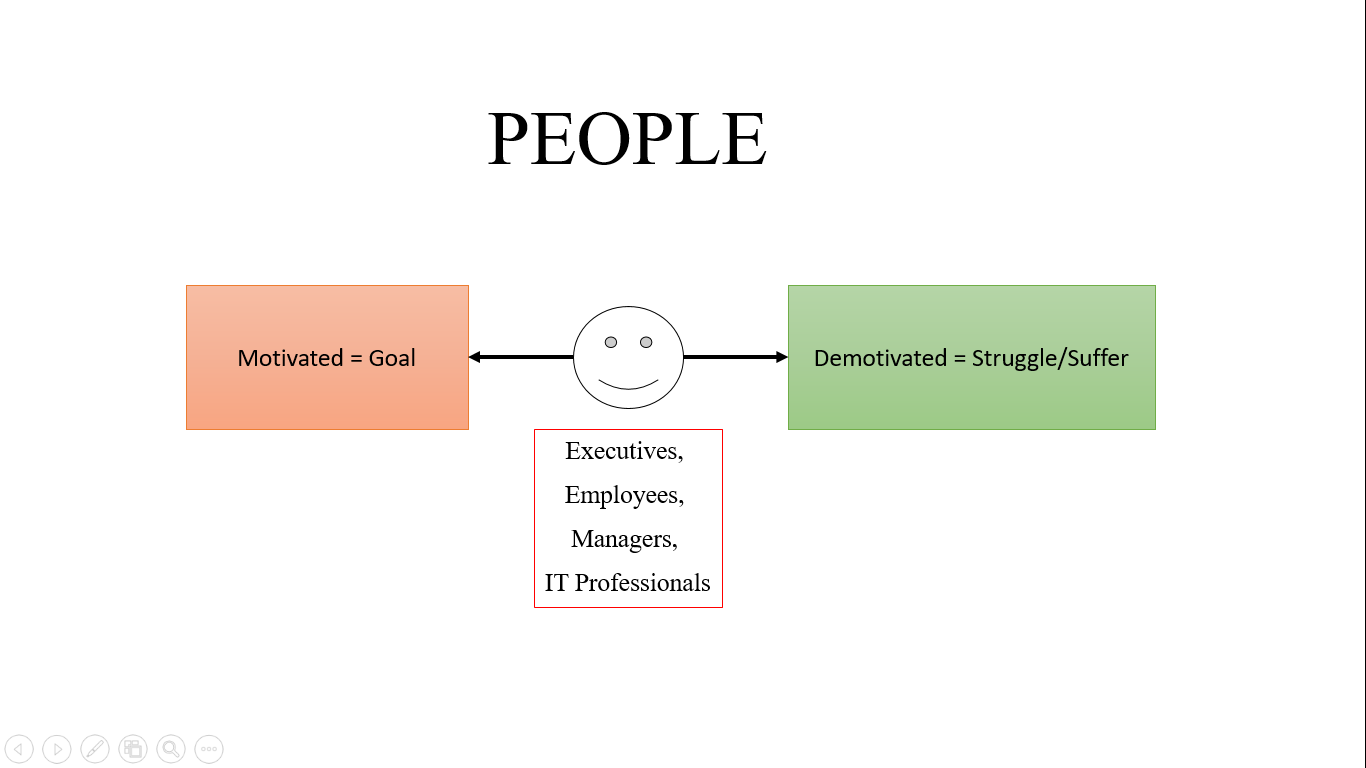 PEOPLE
Motivated = Goal
Demotivated = Struggle/Suffer
Executives,
Employees,
Managers,
IT Professionals